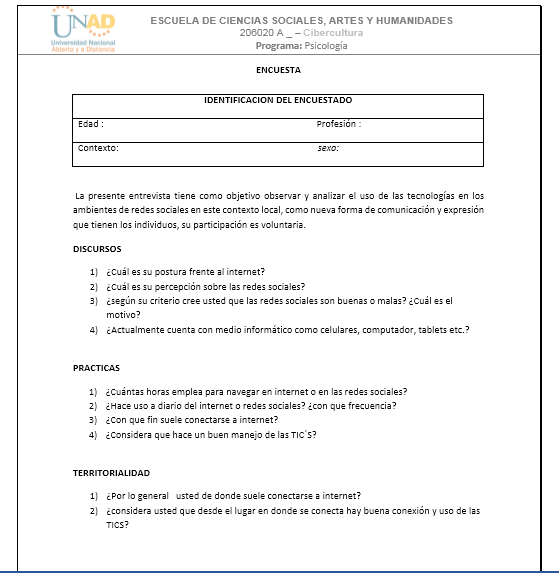 UNAD
Universidad Nacional
Abierta y a Distancia
ESCUELA DE CIENCIAS SOCIALES, ARTES Y HUMANIDADES
206020 A _ – Cibercultura
Programa: Psicología
ENCUESTA
IDENTIFICACION DEL ENCUESTADO
Edad : Profesión :
Contexto: sexo:
La presente entrevista tiene como objetivo observar y analizar el uso de las tecnologías en los
ambientes de redes sociales en este contexto local, como nueva forma de comunicación y expresión
que tienen los individuos, su participación es voluntaria.
DISCURSOS
1) ¿Cuál es su postura frente al internet?
2) ¿Cuál es su percepción sobre las redes sociales?
3) ¿según su criterio cree usted que las redes sociales son buenas o malas? ¿Cuál es el
motivo?
4) ¿Actualmente cuenta con medio informático como celulares, computador, tablets etc.?
PRACTICAS
1) ¿Cuántas horas emplea para navegar en internet o en las redes sociales?
2) ¿Hace uso a diario del internet o redes sociales? ¿con que frecuencia?
3) ¿Con que fin suele conectarse a internet?
4) ¿Considera que hace un buen manejo de las TIC´S?
TERRITORIALIDAD
1) ¿Por lo general usted de donde suele conectarse a internet?
2) ¿considera usted que desde el lugar en donde se conecta hay buena conexión y uso de las
TICS?